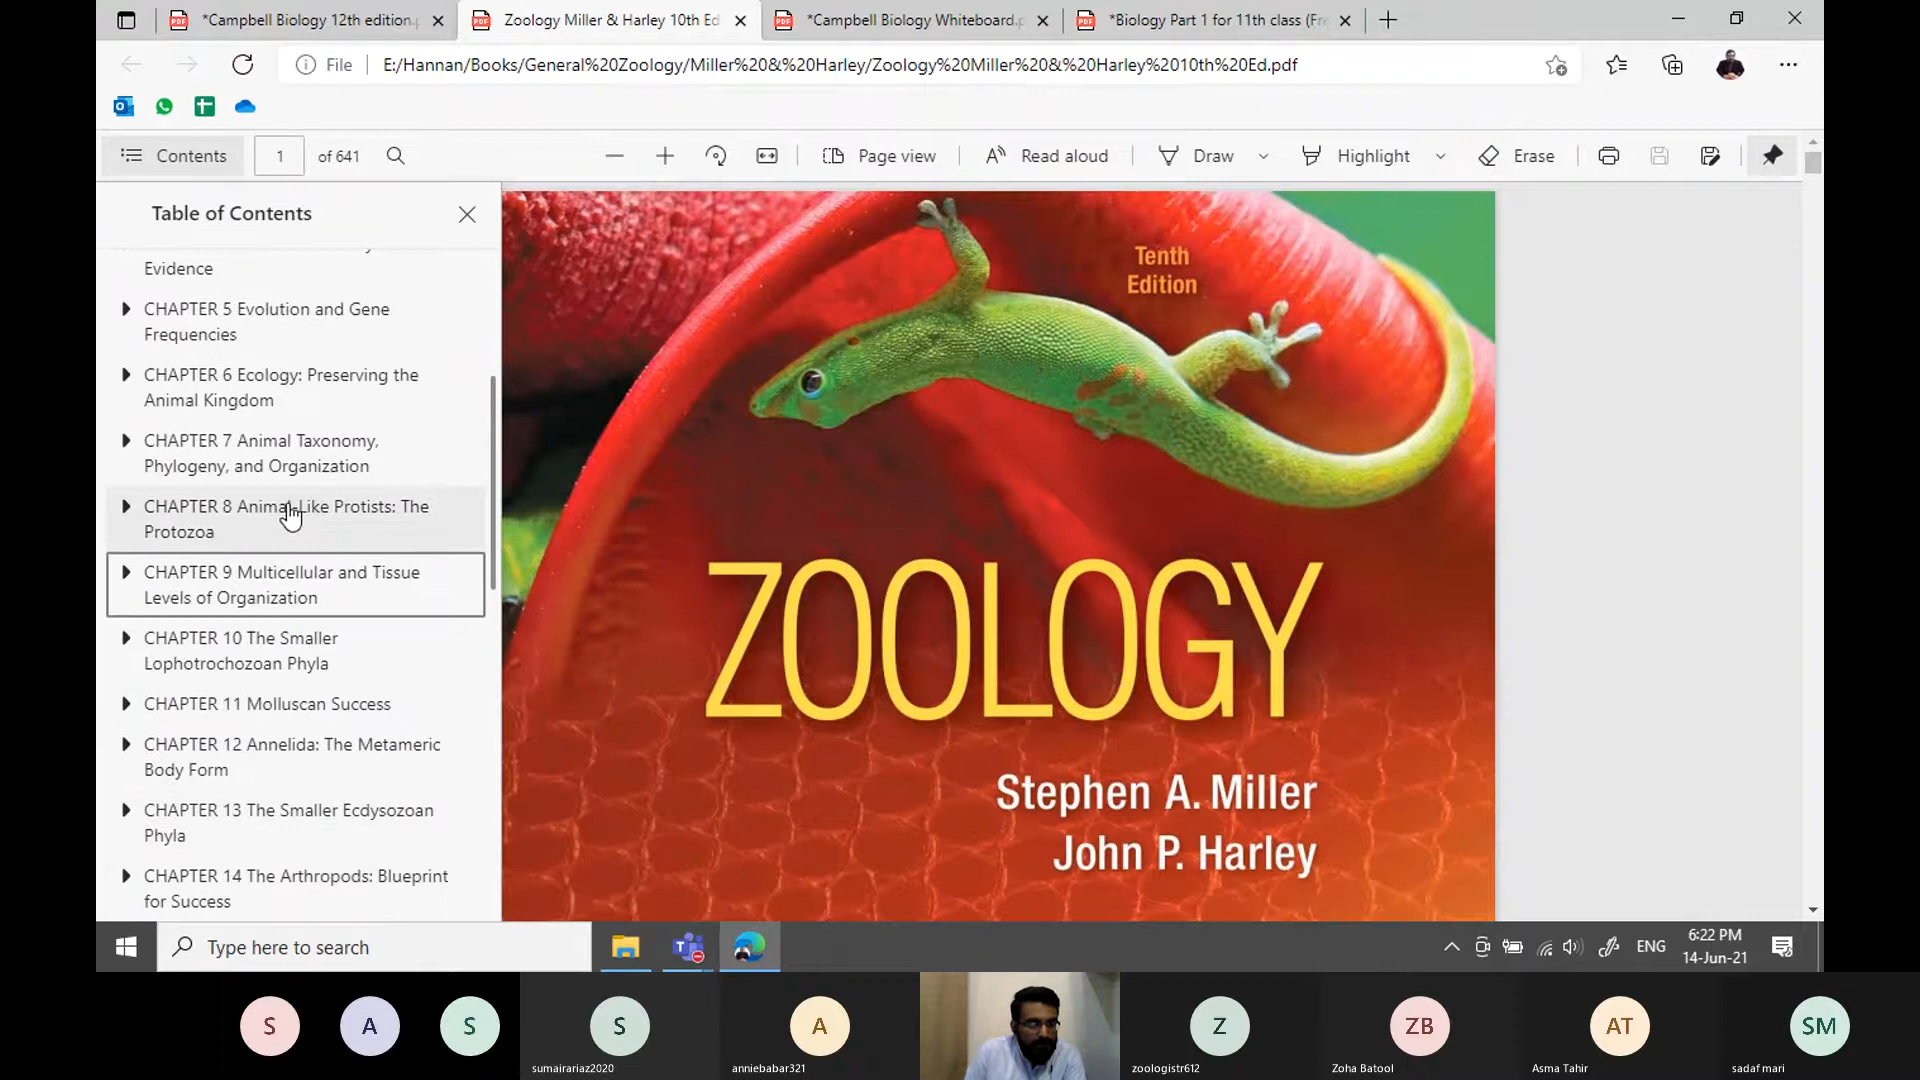 *Campbell Biology 12th edition.p
Zoology Miller & Harley 10th Ed
*Campbell Biology Whiteboard.p
*Biology Part 1 for 11th class (Fre
File
E:/Hannan/Books/General%20Zoology/Miller%20&%20Harley/Zoology%20Miller%20&%20Harley%2010th%20Ed.pdf
Contents
1
of 641
Page view
Read aloud
Draw
Highlight
Erase
Table of Contents
Evidence
CHAPTER 5 Evolution and Gene
Frequencies
CHAPTER 6 Ecology: Preserving the
Animal Kingdom
CHAPTER 7 Animal Taxonomy,
Phylogeny, and Organization
CHAPTER 8 Animal-Like Protists: The
Protozoa
CHAPTER 9 Multicellular and Tissue
Levels of Organization
CHAPTER 10 The Smaller
Lophotrochozoan Phyla
CHAPTER 11 Molluscan Success
CHAPTER 12 Annelida: The Metameric
Body Form
CHAPTER 13 The Smaller Ecdysozoan
Phyla
CHAPTER 14 The Arthropods: Blueprint
for Success
Tenth
Edition
ZOOLOGY
Stephen A. Miller
John P. Harley
Type here to search
ENG
6:22 PM
14-Jun-21
S
A
S
S
A
Z
ZB
AT
SM
sumairariaz2020
anniebabar321
zoologistr612
Zoha Batool
Asma Tahir
sadaf mari